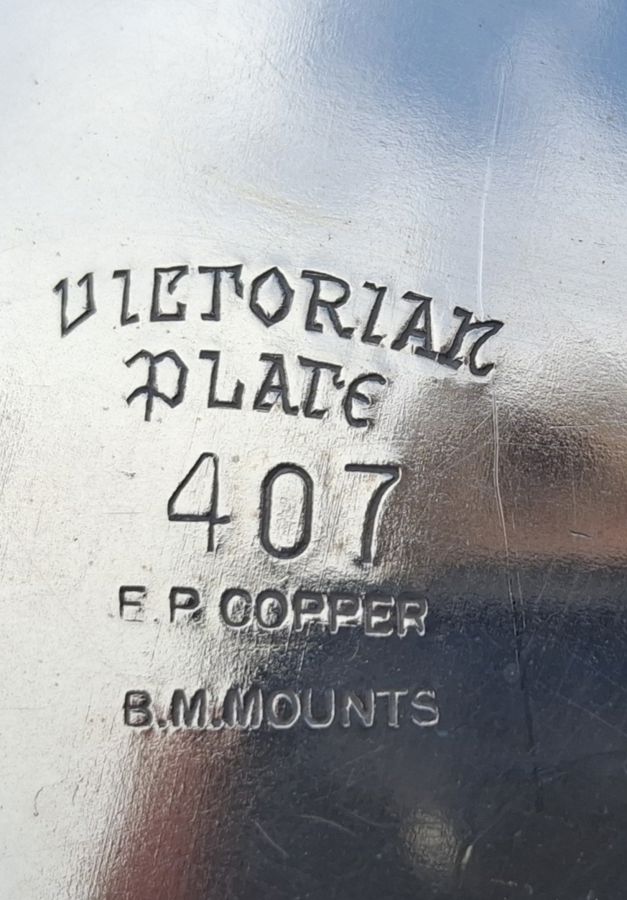 VICTORIAN
PLATE
407
E.P. COPPER
B.M.MOUNTS